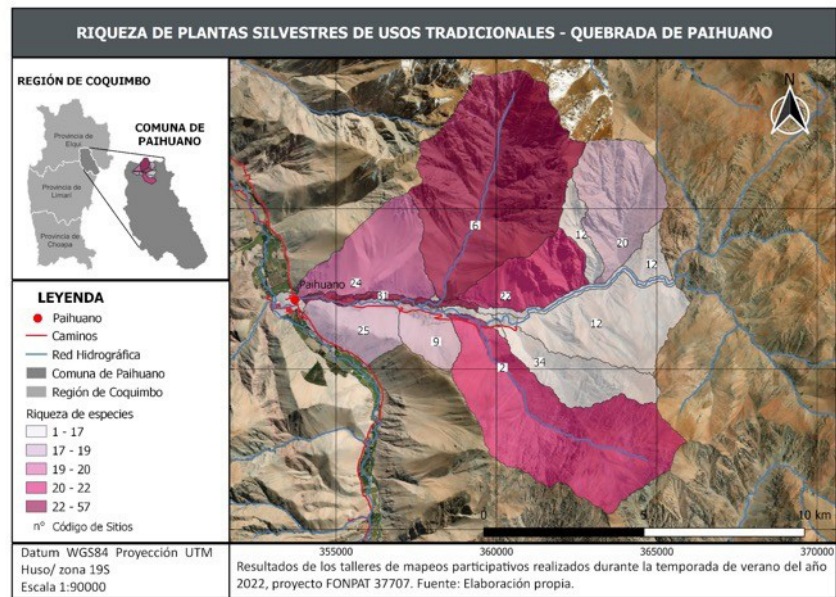 RIQUEZA DE PLANTAS SILVESTRES DE USOS TRADICIONALES - QUEBRADA DE PAIHUANO
REGIÓN DE COQUIMBO
COMUNA DE
PAIHUANO
Provincia de
Elqui
Provincia de
Limarí
Provincia de
Choapa
LEYENDA
Paihuano
Caminos
Red Hidrográfica
Comuna de Paihuano
Región de Coquimbo
Riqueza de especies
1 - 17
17 - 19
19 - 20
20 - 22
22 - 57
nº Código de Sitios
N
6
12
20
12
24
Paihuano
31
22
12
25
9
34
2
0
5
10 km
355000
360000
365000
370000
Datum WGS84 Proyección UTM
Huso/ zona 19S
Escala 1:90000
Resultados de los talleres de mapeos participativos realizados durante la temporada de verano del año
2022, proyecto FONPAT 37707. Fuente: Elaboración propia.